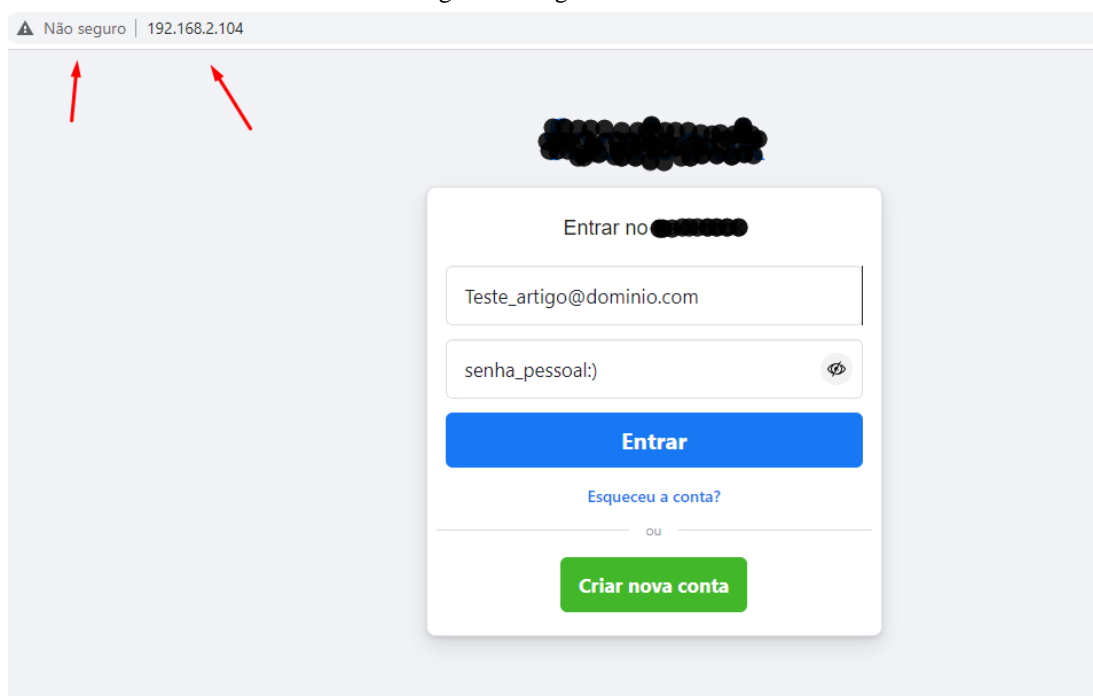 Não seguro | 192.168.2.104
Entrar no
Teste_artigo@dominio.com
senha_pessoal:)
Entrar
Esqueceu a conta?
ou
Criar nova conta